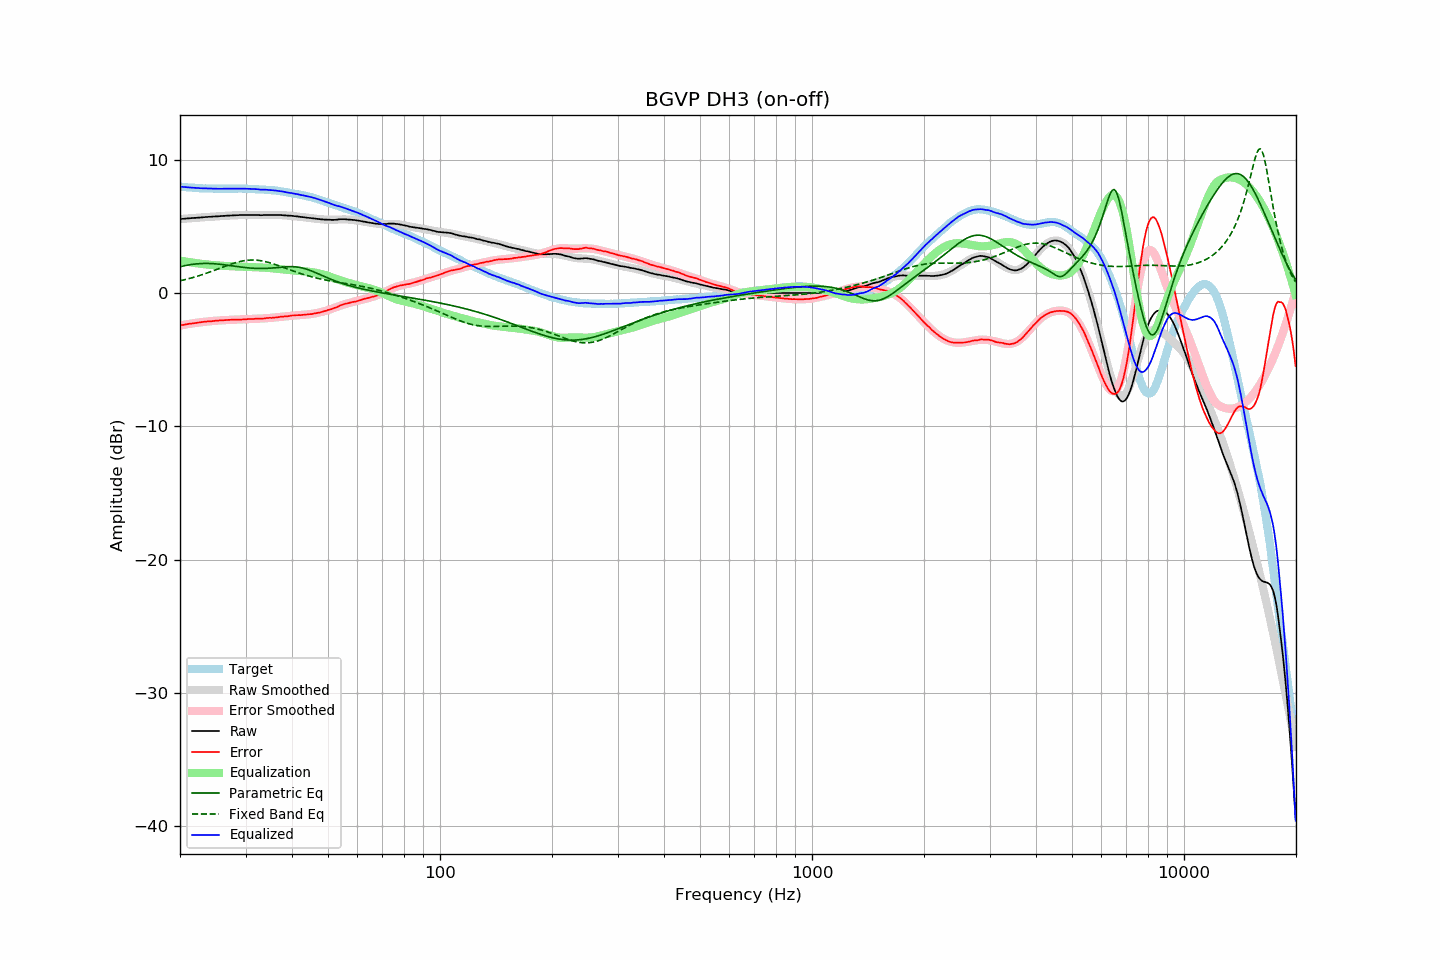 BGVP DH3 (on-off)
10
0
−10
−20
−30
−40
Amplitude (dBr)
Target
Raw Smoothed
Error Smoothed
Raw
Error
Equalization
Parametric Eq
Fixed Band Eq
Equalized
100
1000
10000
Frequency (Hz)